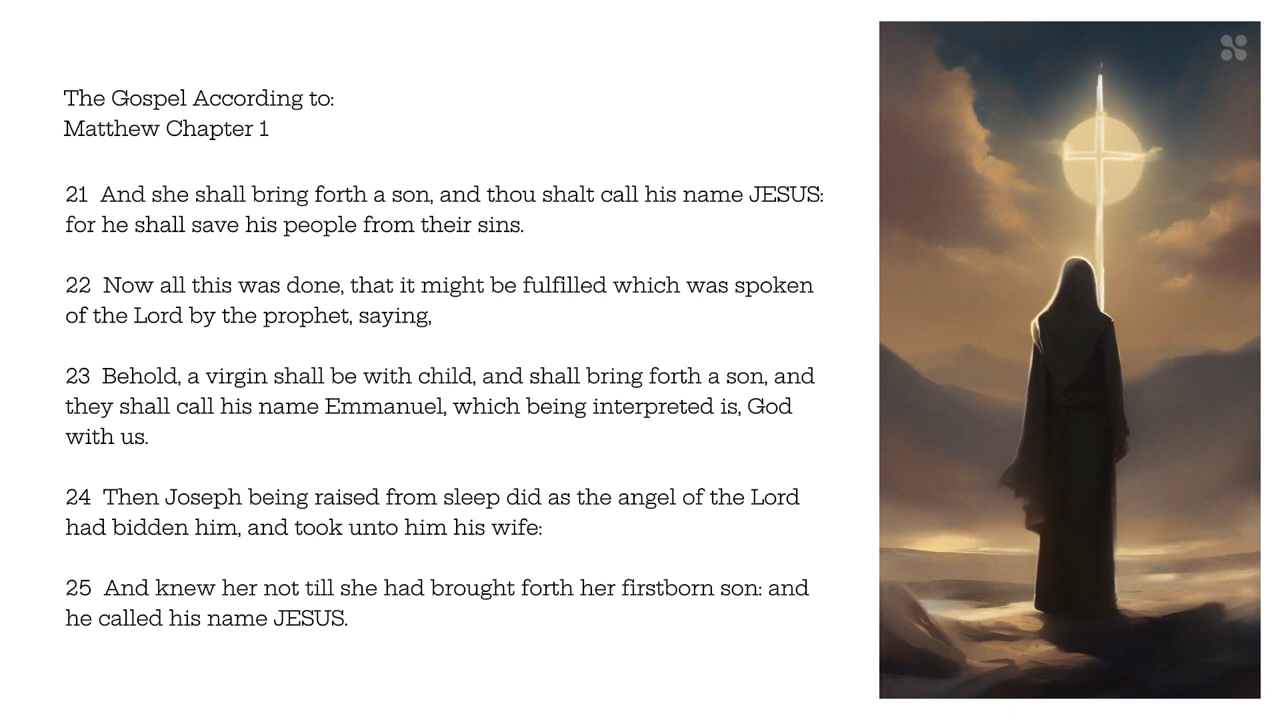 The Gospel According to:
Matthew Chapter 1
21 And she shall bring forth a son, and thou shalt call his name JESUS:
for he shall save his people from their sins.
22 Now all this was done, that it might be fulfilled which was spoken
of the Lord by the prophet, saying,
23 Behold, a virgin shall be with child, and shall bring forth a son, and
they shall call his name Emmanuel, which being interpreted is, God
with us.
24 Then Joseph being raised from sleep did as the angel of the Lord
had bidden him, and took unto him his wife:
25 And knew her not till she had brought forth her firstborn son: and
he called his name JESUS.